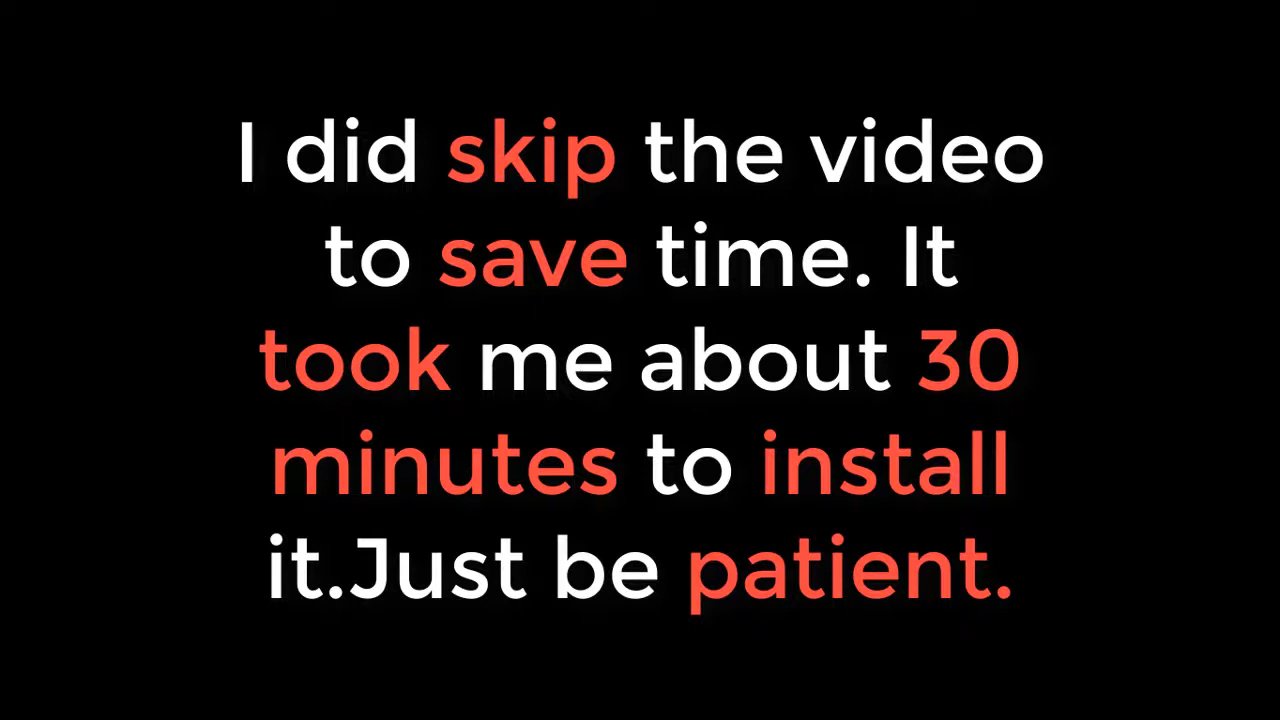 I did skip the video
to save time. It
took me about 30
minutes to install
it.Just be patient.